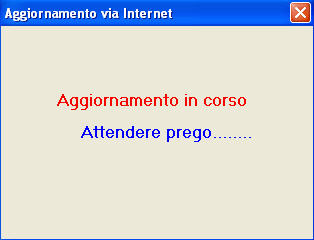 Aggiornamento via Internet
Aggiornamento in corso
Attendere prego........